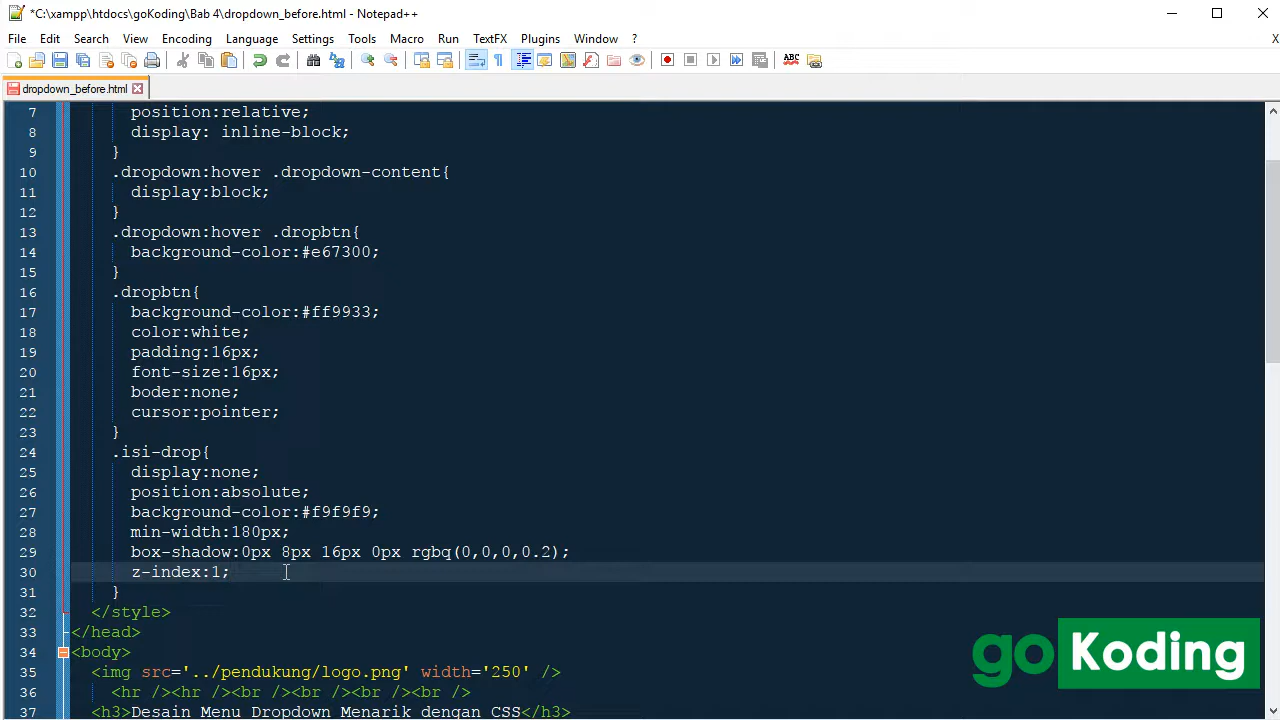 *C:\xampp\htdocs\goKoding\Bab 4\dropdown_before.html - Notepad++
File Edit Search View Encoding Language Settings Tools Macro Run TextFX Plugins Window ? X
ABC
dropdown_before.html
7 position:relative;
8 display: inline-block;
9 }
10 .dropdown:hover .dropdown-content{
11 display:block;
12 }
13 .dropdown:hover .dropbtn{
14 background-color:#e67300;
15 }
16 .dropbtn{
17 background-color:#ff9933;
18 color:white;
19 padding:16px;
20 font-size:16px;
21 boder:none;
22 cursor:pointer;
23 }
24 .isi-drop{
25 display:none;
26 position:absolute;
27 background-color:#f9f9f9;
28 min-width:180px;
29 box-shadow:0px 8px 16px 0px rgbq(0,0,0,0.2);
30 z-index:1;
31 }
32 </style>
33 </head>
34 <body>
35 <img src='../pendukung/logo.png' width='250' />
36 <hr /><hr /><br /><br /><br /><br />
37 <h3>Desain Menu Dropdown Menarik dengan CSS</h3>
go Koding